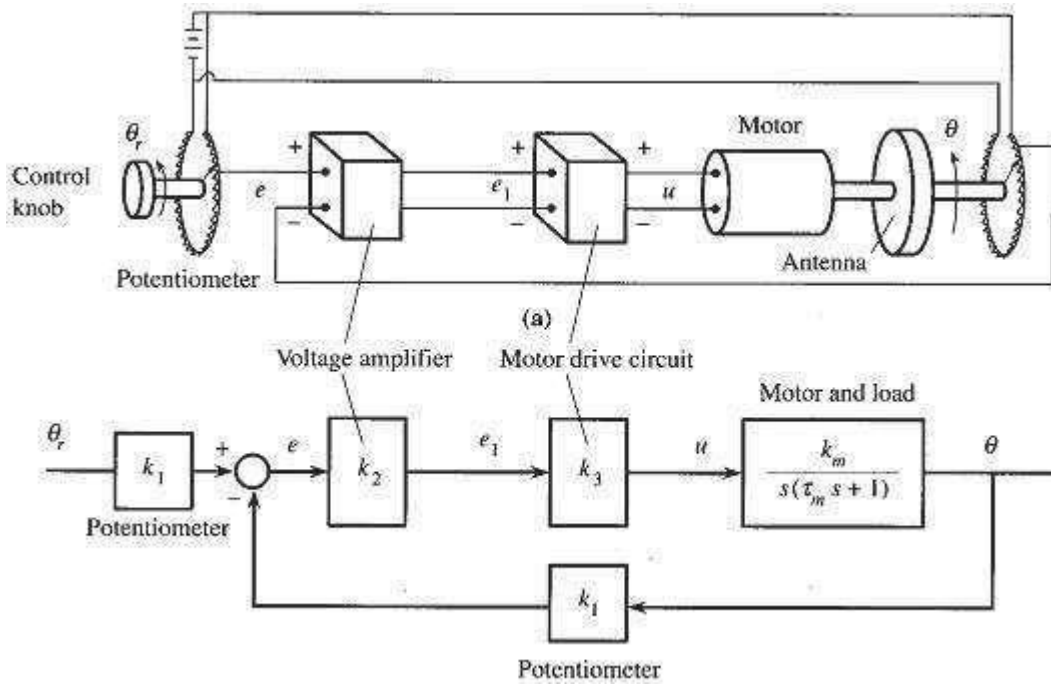 θr
Control
knob
Potentiometer
+
e
−
+
e1
−
+
u
−
Motor
θ
Antenna
(a)
Voltage amplifier
Motor drive circuit
Motor and load
θr
k1
Potentiometer
+
−
e
k2
e1
k3
u
km
s(τm s + 1)
θ
k1
Potentiometer